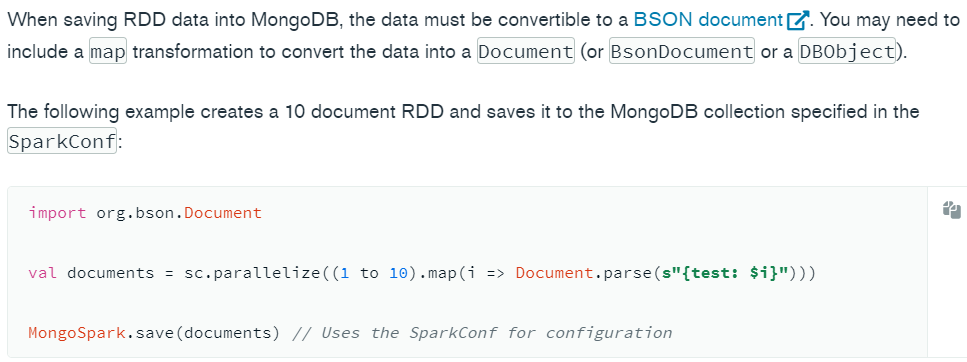 When saving RDD data into MongoDB, the data must be convertible to a BSON document. You may need to
include a map transformation to convert the data into a Document (or BsonDocument or a DBObject).
The following example creates a 10 document RDD and saves it to the MongoDB collection specified in the
SparkConf:
import org.bson.Document
val documents = sc.parallelize((1 to 10).map(i => Document.parse(s"{test: $i}")))
MongoSpark.save(documents) // Uses the SparkConf for configuration